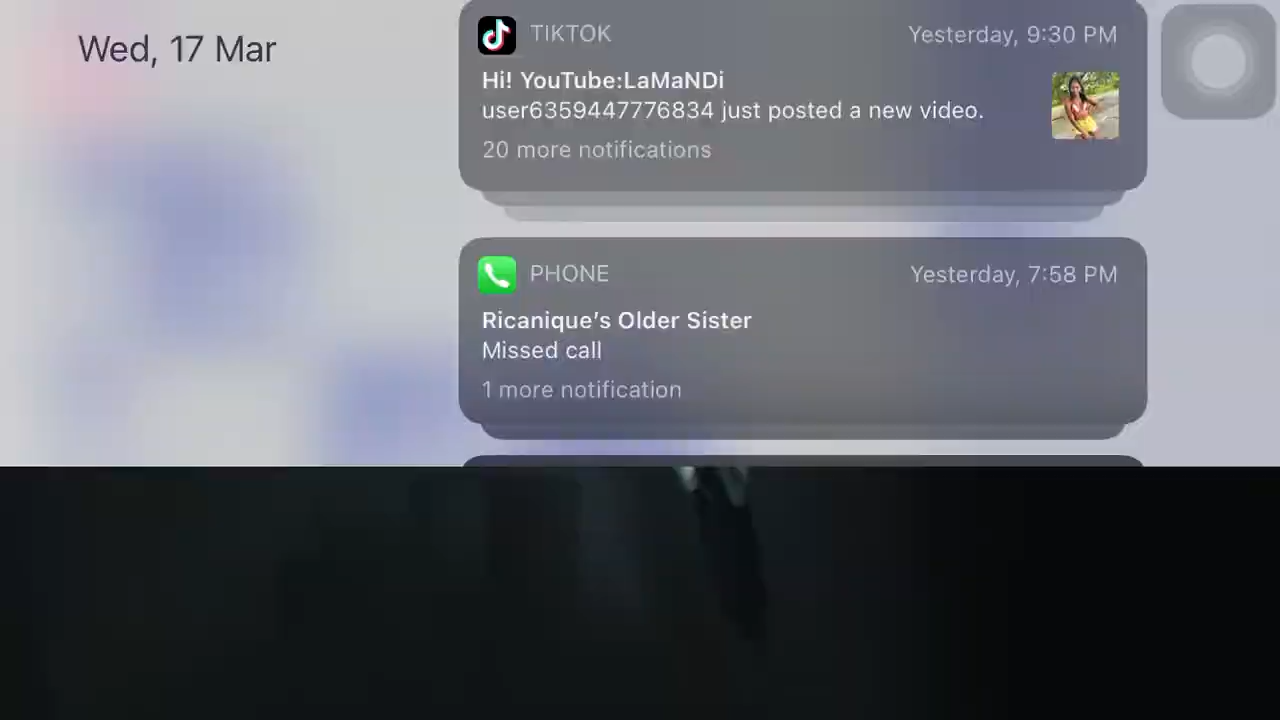 Wed, 17 Mar
TIKTOK
Yesterday, 9:30 PM
Hi! YouTube:LaMaNDi
user6359447776834 just posted a new video.
20 more notifications
PHONE
Yesterday, 7:58 PM
Ricanique's Older Sister
Missed call
1 more notification